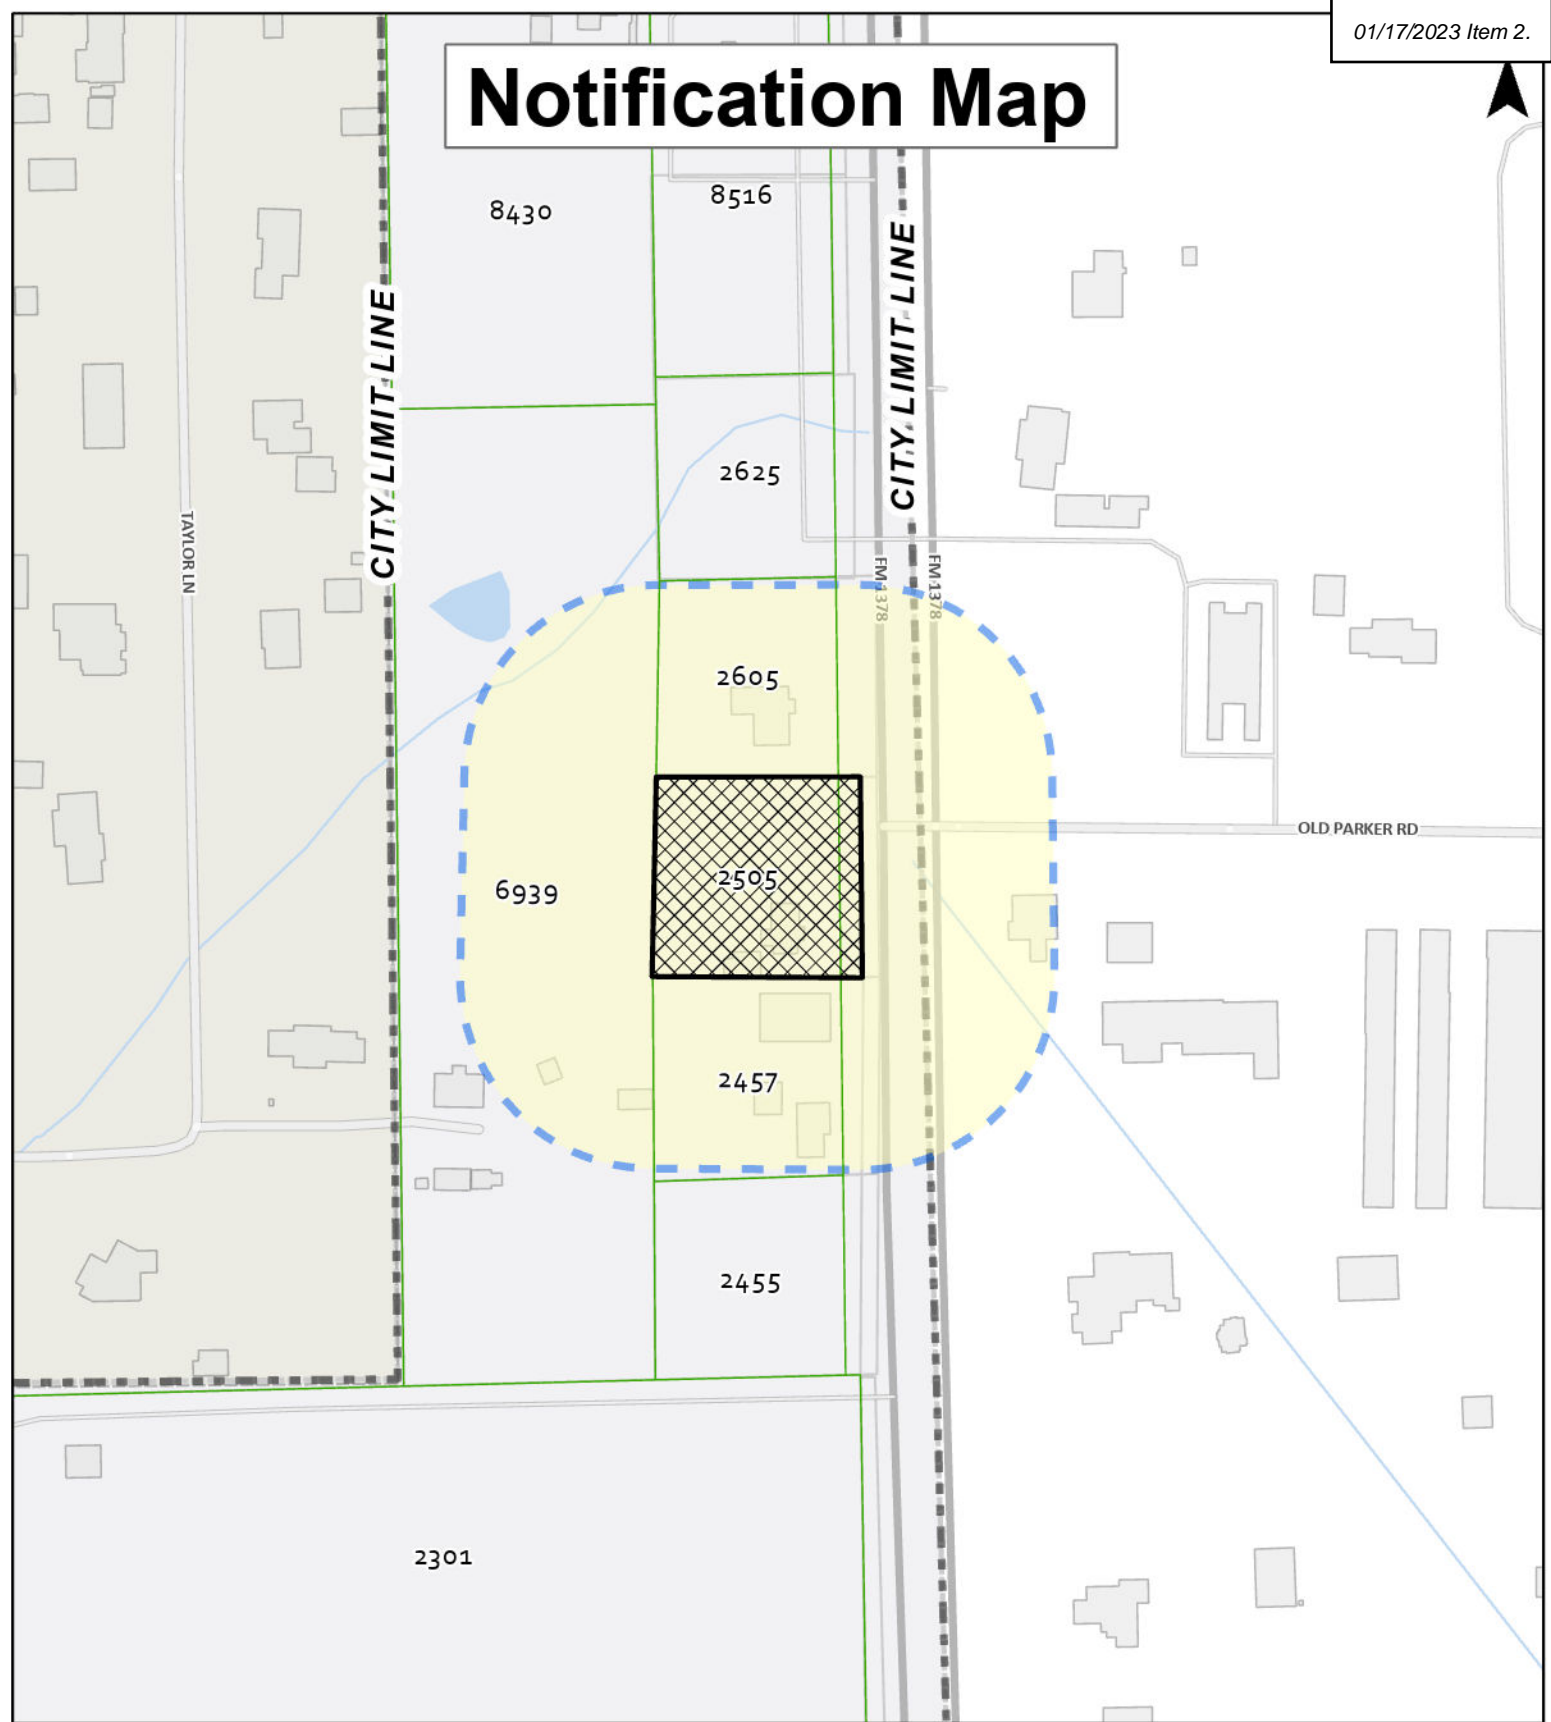 01/17/2023 Item 2.
Notification Map
8430
8516
CITY LIMIT LINE
CITY LIMIT LINE
2625
TAYLOR LN
FM 1378
FM 1378
2605
OLD PARKER RD
2505
6939
2457
2455
2301